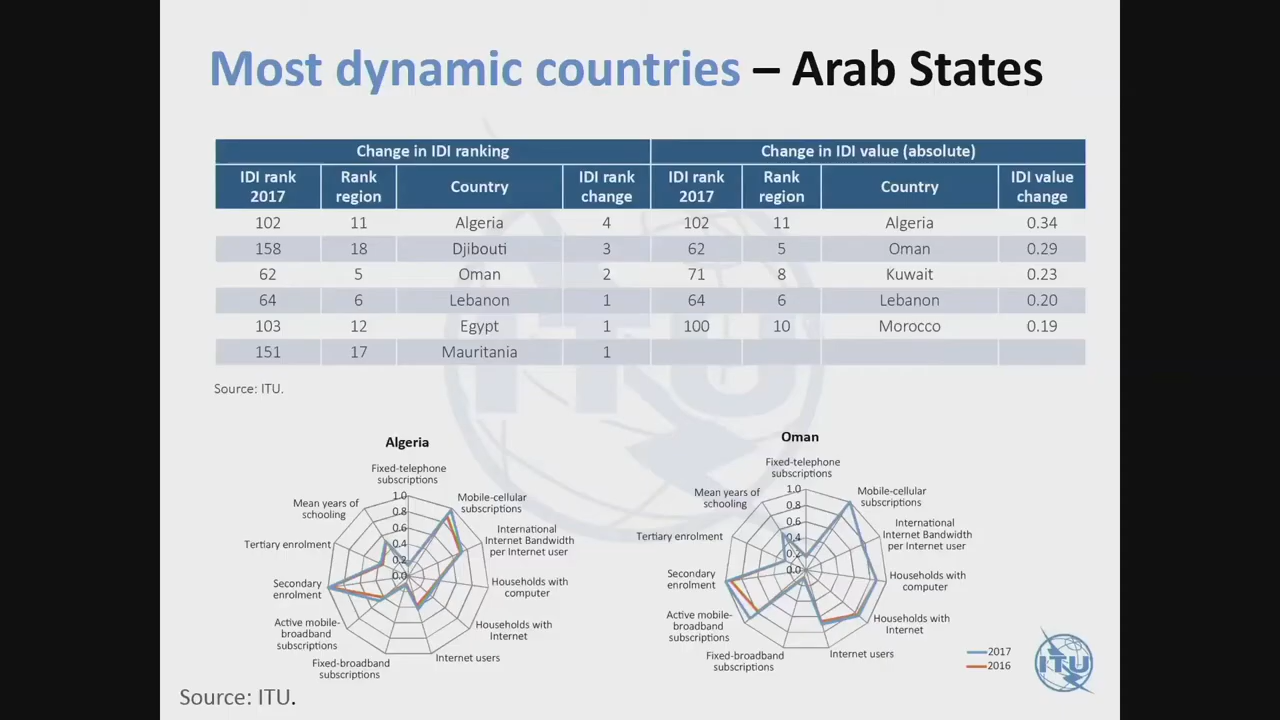 Most dynamic countries – Arab States
Change in IDI ranking Change in IDI value (absolute)
IDI rank 2017 Rank region Country IDI rank change IDI rank 2017 Rank region Country IDI value change
102 11 Algeria 4 102 11 Algeria 0.34
158 18 Djibouti 3 62 5 Oman 0.29
62 5 Oman 2 71 8 Kuwait 0.23
64 6 Lebanon 1 64 6 Lebanon 0.20
103 12 Egypt 1 100 10 Morocco 0.19
151 17 Mauritania 1
Source: ITU.
ITU
Algeria
Fixed-telephone
subscriptions
Mobile-cellular
subscriptions
International
Internet Bandwidth
per Internet user
Households with
computer
Households with
Internet
Internet users
Fixed-broadband
subscriptions
Active mobile-
broadband
subscriptions
Secondary
enrolment
Tertiary enrolment
Mean years of
schooling
1.0
0.8
0.6
0.4
0.2
0.0
Oman
Fixed-telephone
subscriptions
Mobile-cellular
subscriptions
International
Internet Bandwidth
per Internet user
Households with
computer
Households with
Internet
Internet users
Fixed-broadband
subscriptions
Active mobile-
broadband
subscriptions
Secondary
enrolment
Tertiary enrolment
Mean years of
schooling
1.0
0.8
0.6
0.4
0.2
0.0
2017
2016
ITU
Source: ITU.